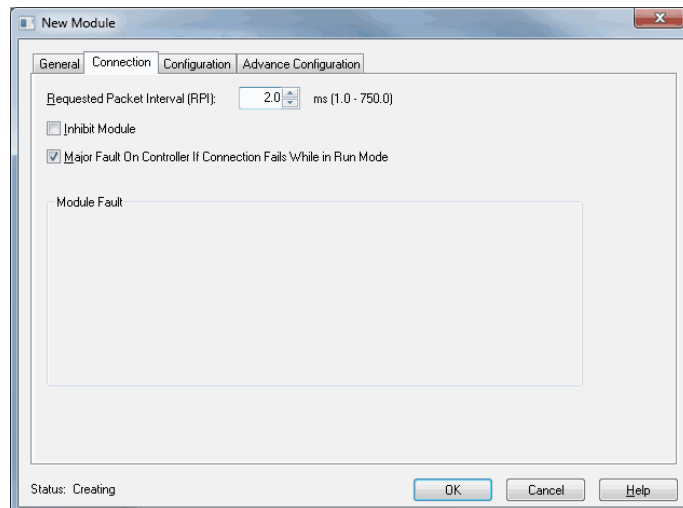 New Module
General Connection Configuration Advance Configuration
Requested Packet Interval (RPI): 2.0 ms (1.0 - 750.0)
Inhibit Module
Major Fault On Controller If Connection Fails While in Run Mode
Module Fault
Status: Creating OK Cancel Help